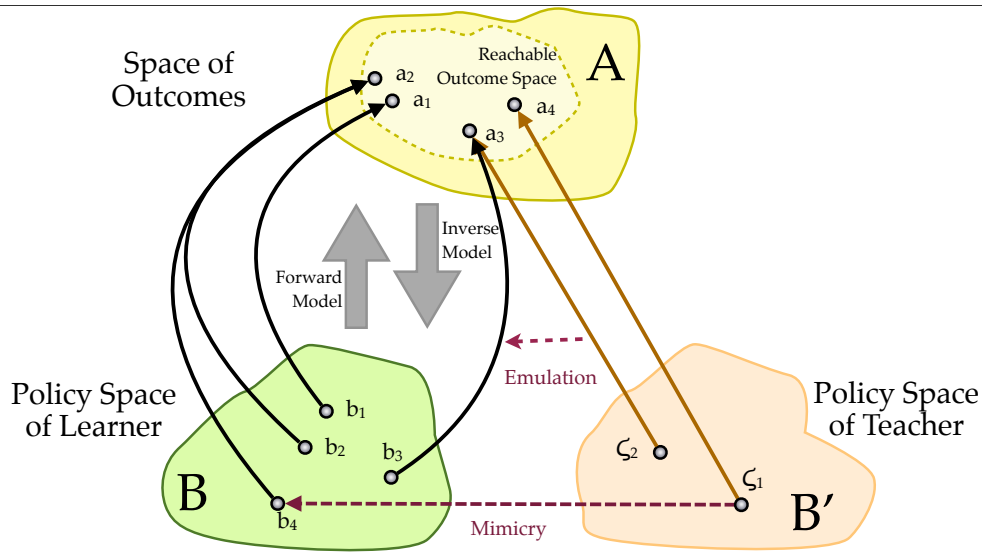 Space of
Outcomes
Reachable
Outcome Space
A
a₂
a₁
a₄
a₃
Inverse
Model
Forward
Model
Emulation
Policy Space
of Learner
Policy Space
of Teacher
b₁
b₂
b₃
ς₂
ς₁
B
b₄
B′
Mimicry